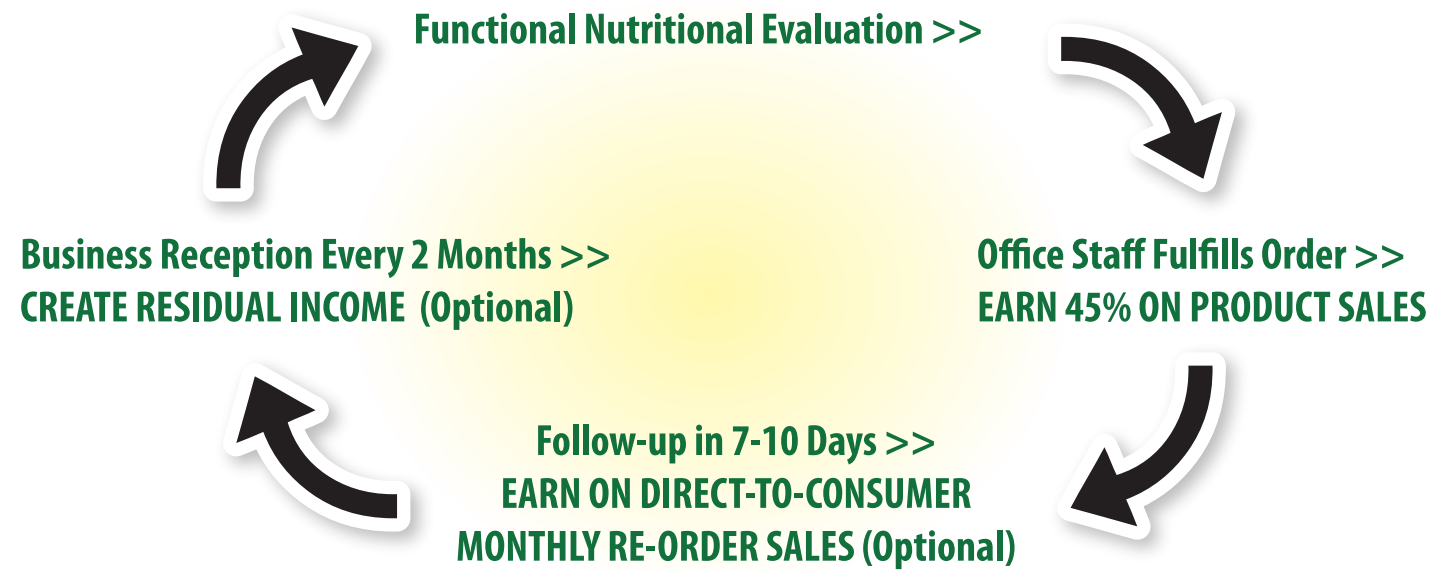 Functional Nutritional Evaluation >>
Office Staff Fulfills Order >>
EARN 45% ON PRODUCT SALES
Follow-up in 7-10 Days >>
EARN ON DIRECT-TO-CONSUMER
MONTHLY RE-ORDER SALES (Optional)
Business Reception Every 2 Months >>
CREATE RESIDUAL INCOME (Optional)